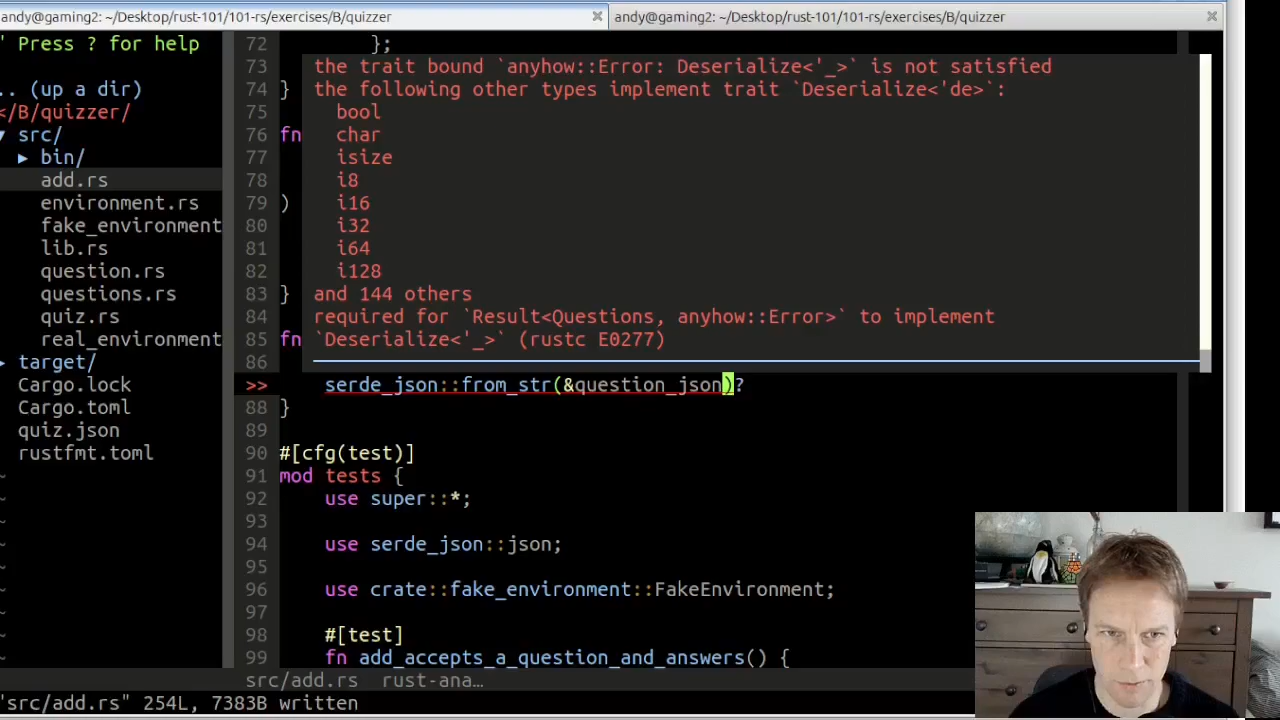 andy@gaming2: ~/Desktop/rust-101/101-rs/exercises/B/quizzer
andy@gaming2: ~/Desktop/rust-101/101-rs/exercises/B/quizzer
" Press ? for help
.. (up a dir)
</B/quizzer/
▼ src/
▶ bin/
add.rs
environment.rs
fake_environment
lib.rs
question.rs
questions.rs
quiz.rs
real_environment
▸ target/
Cargo.lock
Cargo.toml
quiz.json
rustfmt.toml
~
~
~
~
~
~
~
~
~
72 };
73
74 }
75
76 fn
77
78
79 )
80
81
82
83 }
84
85 fn
86
the trait bound `anyhow::Error: Deserialize<'_>` is not satisfied
the following other types implement trait `Deserialize<'de>`:
bool
char
isize
i8
i16
i32
i64
i128
and 144 others
required for `Result<Questions, anyhow::Error>` to implement
`Deserialize<'_>` (rustc E0277)
>> serde_json::from_str(&question_json)?
88 }
89
90 #[cfg(test)]
91 mod tests {
92 use super::*;
93
94 use serde_json::json;
95
96 use crate::fake_environment::FakeEnvironment;
97
98 #[test]
99 fn add_accepts_a_question_and_answers() {
src/add.rs rust-ana…
"src/add.rs" 254L, 7383B written